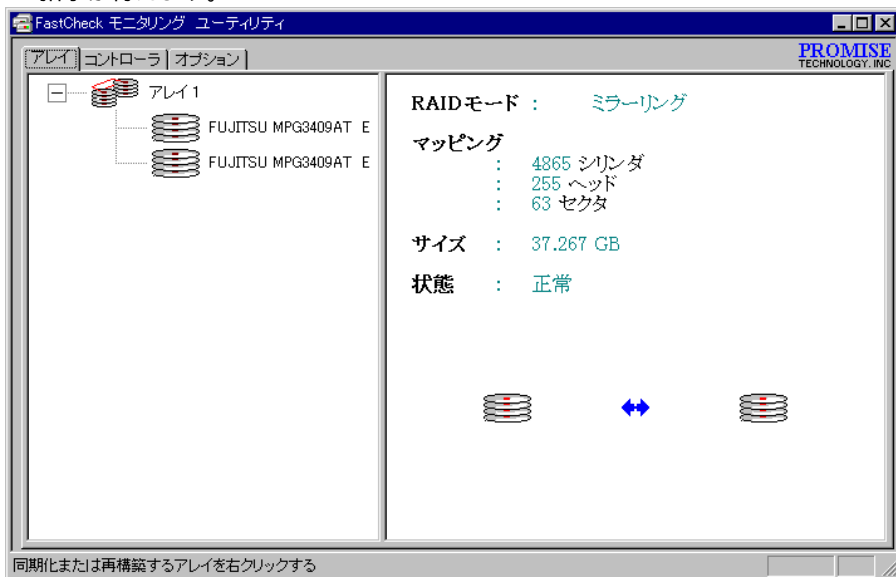 FastCheck モニタリング ユーティリティ
アレイ コントローラ オプション
PROMISE
TECHNOLOGY, INC
アレイ 1
FUJITSU MPG3409AT E
FUJITSU MPG3409AT E
RAIDモード : ミラーリング
マッピング
: 4865 シリンダ
: 255 ヘッド
: 63 セクタ
サイズ : 37.267 GB
状態 : 正常
同期化または再構築するアレイを右クリックする